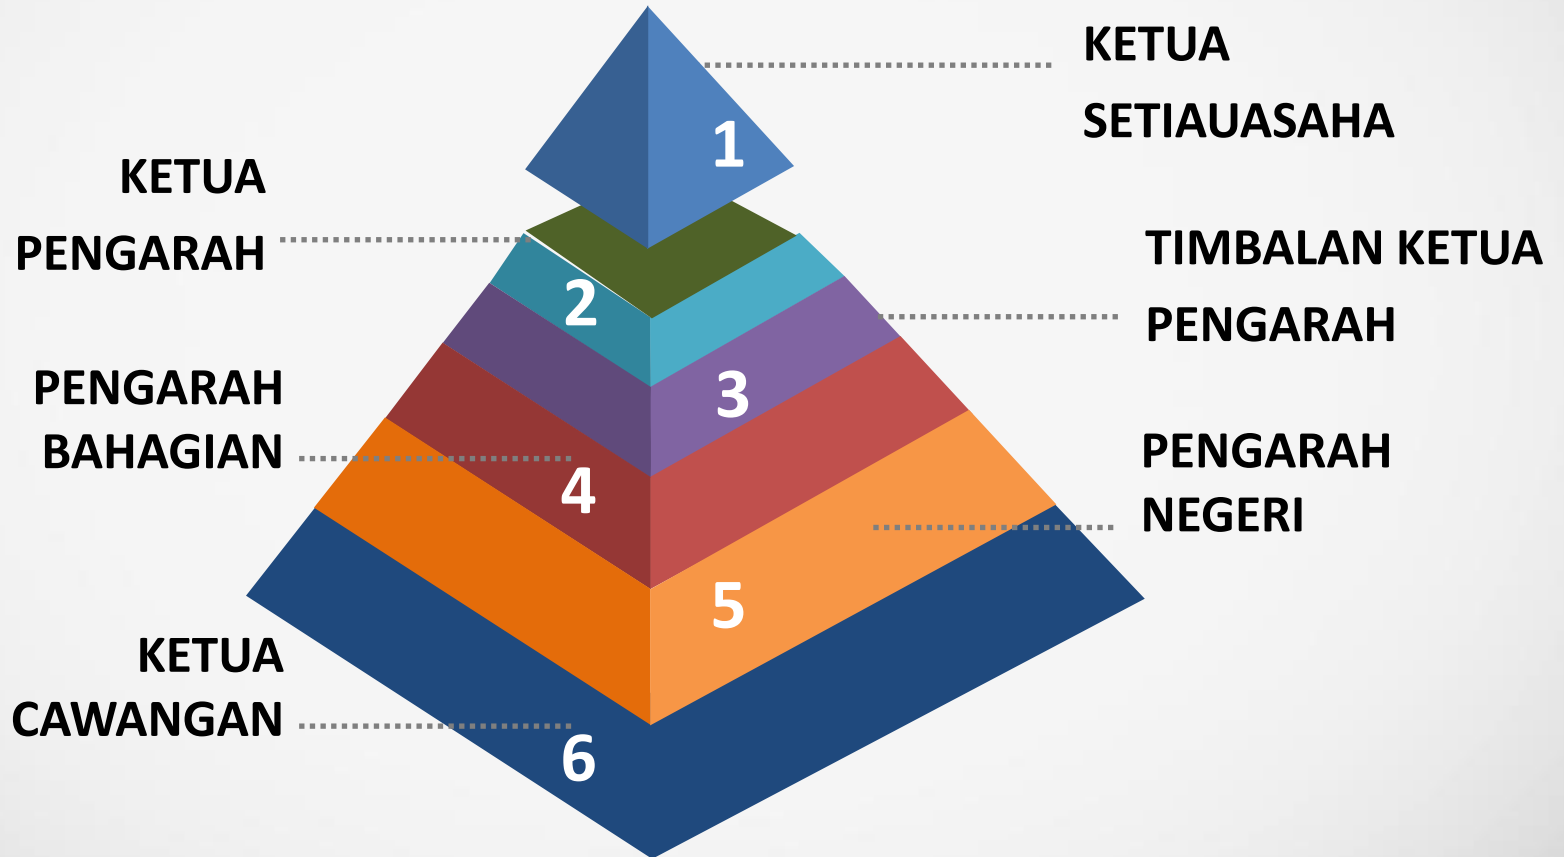 KETUA
SETIAUASAHA
1
KETUA
PENGARAH
2
TIMBALAN KETUA
PENGARAH
3
PENGARAH
BAHAGIAN
4
PENGARAH
NEGERI
5
KETUA
CAWANGAN
6